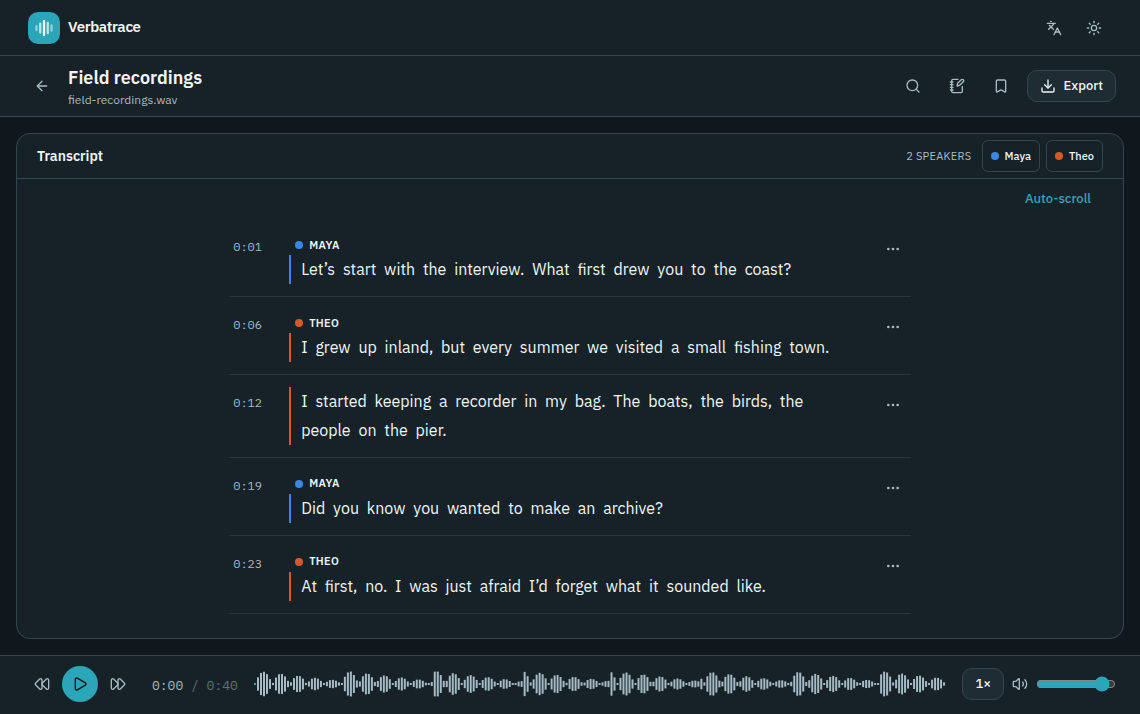 Verbatrace
Field recordings
field-recordings.wav
Export
Transcript
2 SPEAKERS
Maya
Theo
Auto-scroll
0:01
MAYA
Let’s start with the interview. What first drew you to the coast?
0:06
THEO
I grew up inland, but every summer we visited a small fishing town.
0:12
I started keeping a recorder in my bag. The boats, the birds, the
people on the pier.
0:19
MAYA
Did you know you wanted to make an archive?
0:23
THEO
At first, no. I was just afraid I’d forget what it sounded like.
0:00 / 0:40
1×